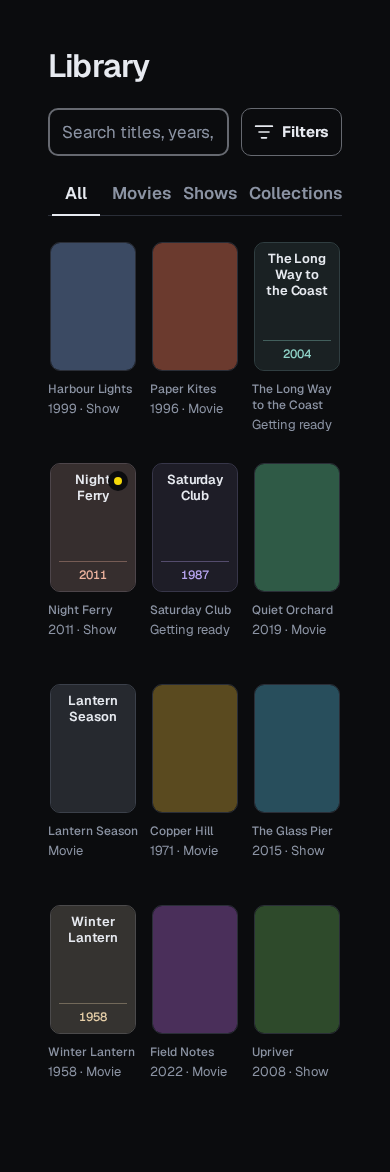 Library
Search titles, years,
Filters
All Movies Shows Collections
The Long
Way to
the Coast
2004
Harbour Lights
1999 · Show
Paper Kites
1996 · Movie
The Long Way
to the Coast
Getting ready
Night
Ferry
2011
Saturday
Club
1987
Night Ferry
2011 · Show
Saturday Club
Getting ready
Quiet Orchard
2019 · Movie
Lantern
Season
Lantern Season
Movie
Copper Hill
1971 · Movie
The Glass Pier
2015 · Show
Winter
Lantern
1958
Winter Lantern
1958 · Movie
Field Notes
2022 · Movie
Upriver
2008 · Show